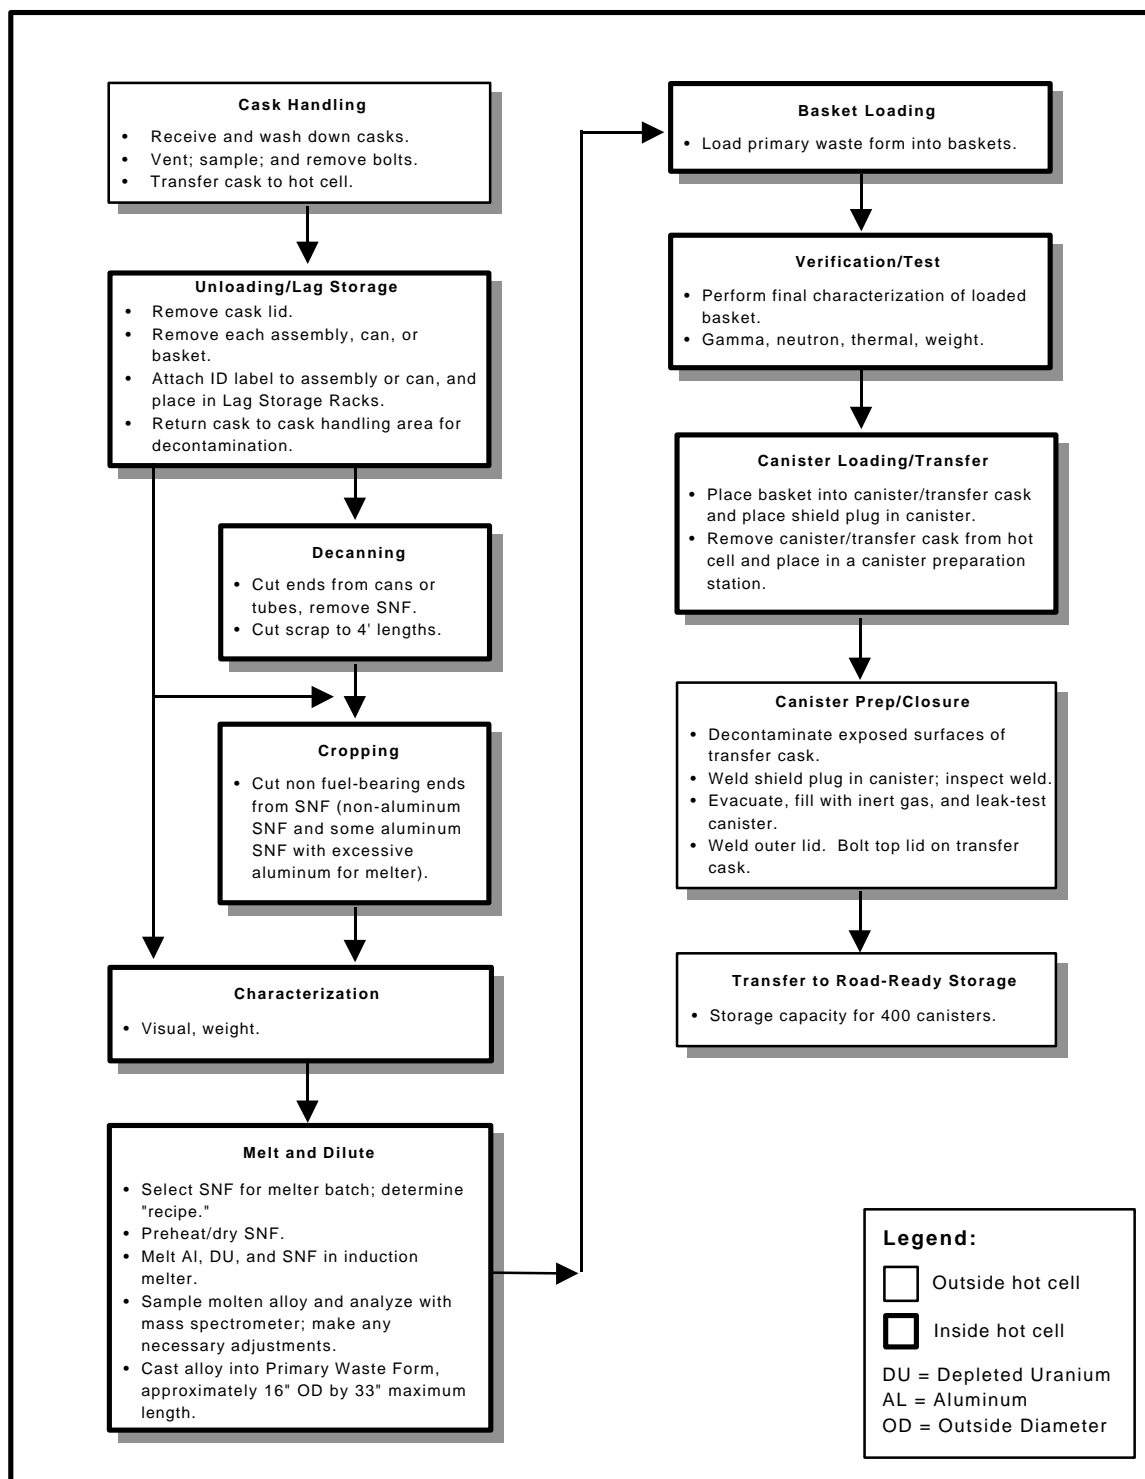 Cask Handling
• Receive and wash down casks.
• Vent; sample; and remove bolts.
• Transfer cask to hot cell.
Unloading/Lag Storage
• Remove cask lid.
• Remove each assembly, can, or
basket.
• Attach ID label to assembly or can, and
place in Lag Storage Racks.
• Return cask to cask handling area for
decontamination.
Decanning
• Cut ends from cans or
tubes, remove SNF.
• Cut scrap to 4' lengths.
Cropping
• Cut non fuel-bearing ends
from SNF (non-aluminum
SNF and some aluminum
SNF with excessive
aluminum for melter).
Characterization
• Visual, weight.
Melt and Dilute
• Select SNF for melter batch; determine
"recipe."
• Preheat/dry SNF.
• Melt Al, DU, and SNF in induction
melter.
• Sample molten alloy and analyze with
mass spectrometer; make any
necessary adjustments.
• Cast alloy into Primary Waste Form,
approximately 16" OD by 33" maximum
length.
Basket Loading
• Load primary waste form into baskets.
Verification/Test
• Perform final characterization of loaded
basket.
• Gamma, neutron, thermal, weight.
Canister Loading/Transfer
• Place basket into canister/transfer cask
and place shield plug in canister.
• Remove canister/transfer cask from hot
cell and place in a canister preparation
station.
Canister Prep/Closure
• Decontaminate exposed surfaces of
transfer cask.
• Weld shield plug in canister; inspect weld.
• Evacuate, fill with inert gas, and leak-test
canister.
• Weld outer lid. Bolt top lid on transfer
cask.
Transfer to Road-Ready Storage
• Storage capacity for 400 canisters.
Legend:
Outside hot cell
Inside hot cell
DU = Depleted Uranium
AL = Aluminum
OD = Outside Diameter